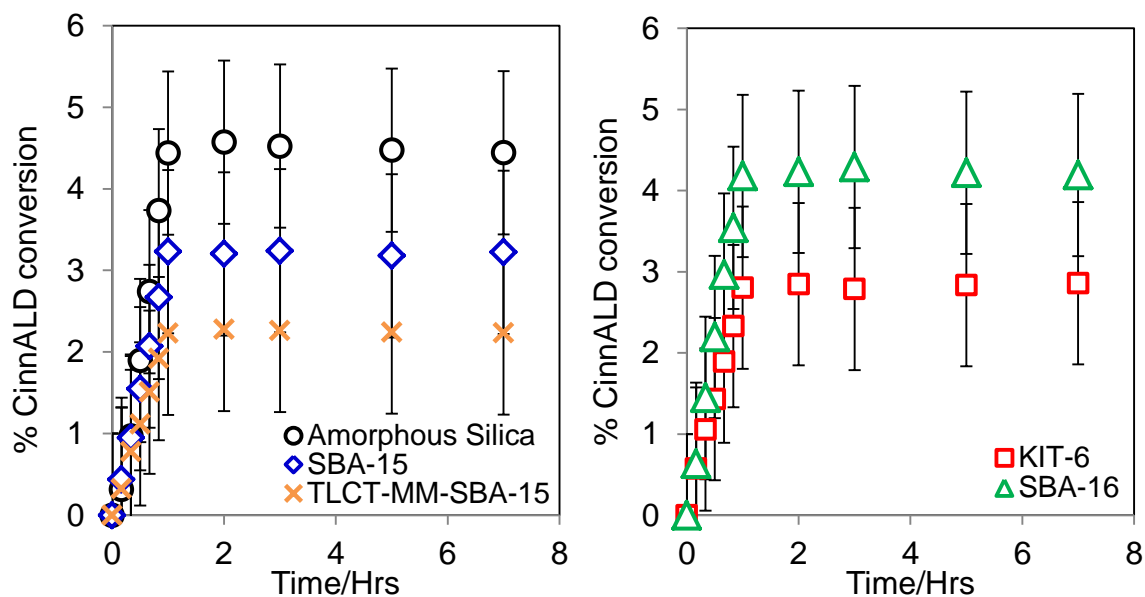 % CinnALD conversion
6
5
4
3
2
1
0
Amorphous Silica
SBA-15
TLCT-MM-SBA-15
0 2 4 6 8
Time/Hrs
% CinnALD conversion
6
5
4
3
2
1
0
KIT-6
SBA-16
0 2 4 6 8
Time/Hrs